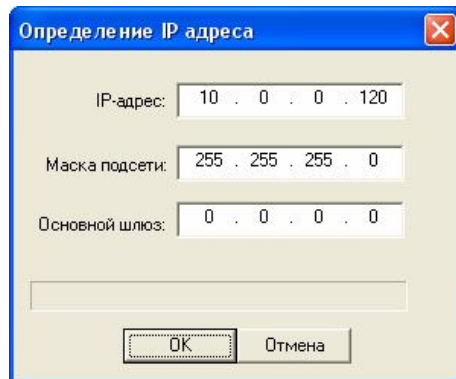 Определение IP адреса
IP-адрес: 10 . 0 . 0 . 120
Маска подсети: 255 . 255 . 255 . 0
Основной шлюз: 0 . 0 . 0 . 0
OK Отмена